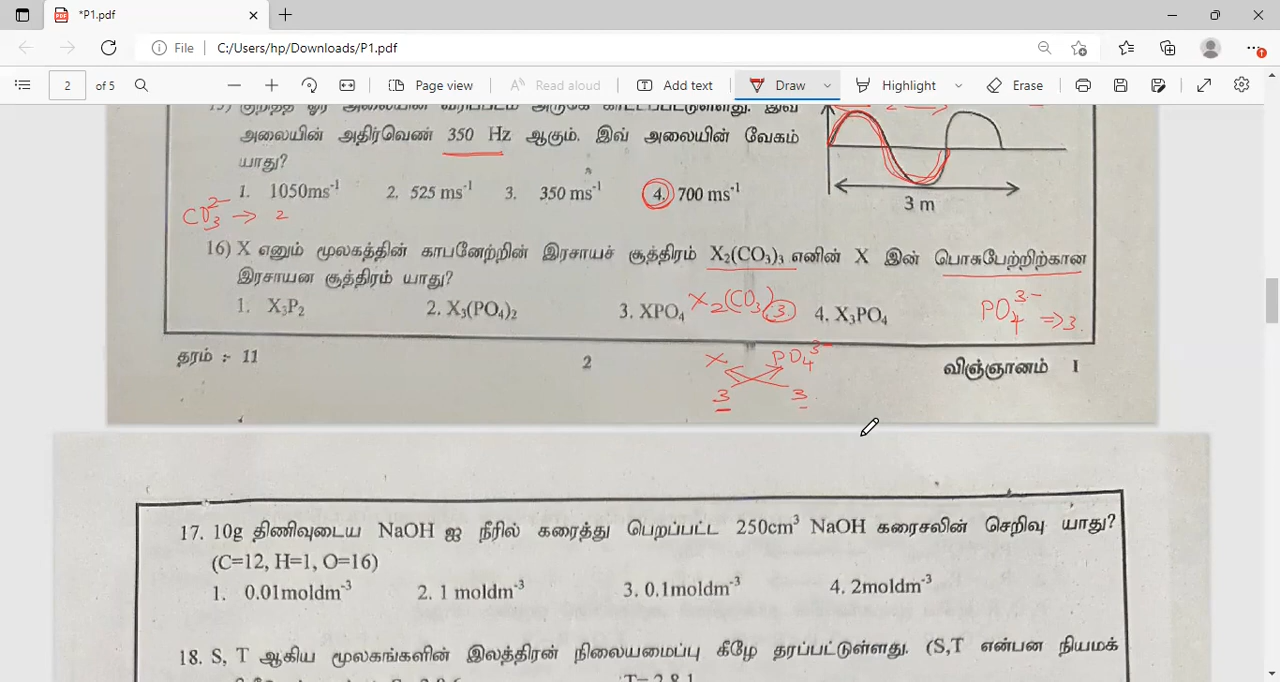 *P1.pdf
File C:/Users/hp/Downloads/P1.pdf
2 of 5 Page view Read aloud Add text Draw Highlight Erase
அலையின் அதிர்வெண் 350 Hz ஆகும். இவ் அலையின் வேகம்
யாது?
1. 1050ms⁻¹ 2. 525 ms⁻¹ 3. 350 ms⁻¹ 4. 700 ms⁻¹
3 m
CO₃²⁻ → 2
16) X எனும் மூலகத்தின் காபனேற்றின் இரசாயச் சூத்திரம் X₂(CO₃)₃ எனின் X இன் பொசுபேற்றிற்கான
இரசாயன சூத்திரம் யாது?
1. X₃P₂ 2. X₃(PO₄)₂ 3. XPO₄ 4. X₃PO₄
X₂(CO₃)₃ PO₄³⁻ ⇒ 3.
X PO₄³⁻
3 3
தரம் :- 11 2 விஞ்ஞானம் I
17. 10g திணிவுடைய NaOH ஐ நீரில் கரைத்து பெறப்பட்ட 250cm³ NaOH கரைசலின் செறிவு யாது?
(C=12, H=1, O=16)
1. 0.01moldm⁻³ 2. 1 moldm⁻³ 3. 0.1moldm⁻³ 4. 2moldm⁻³
18. S, T ஆகிய மூலகங்களின் இலத்திரன் நிலையமைப்பு கீழே தரப்பட்டுள்ளது. (S,T என்பன நியமக்
T= 2,8,1